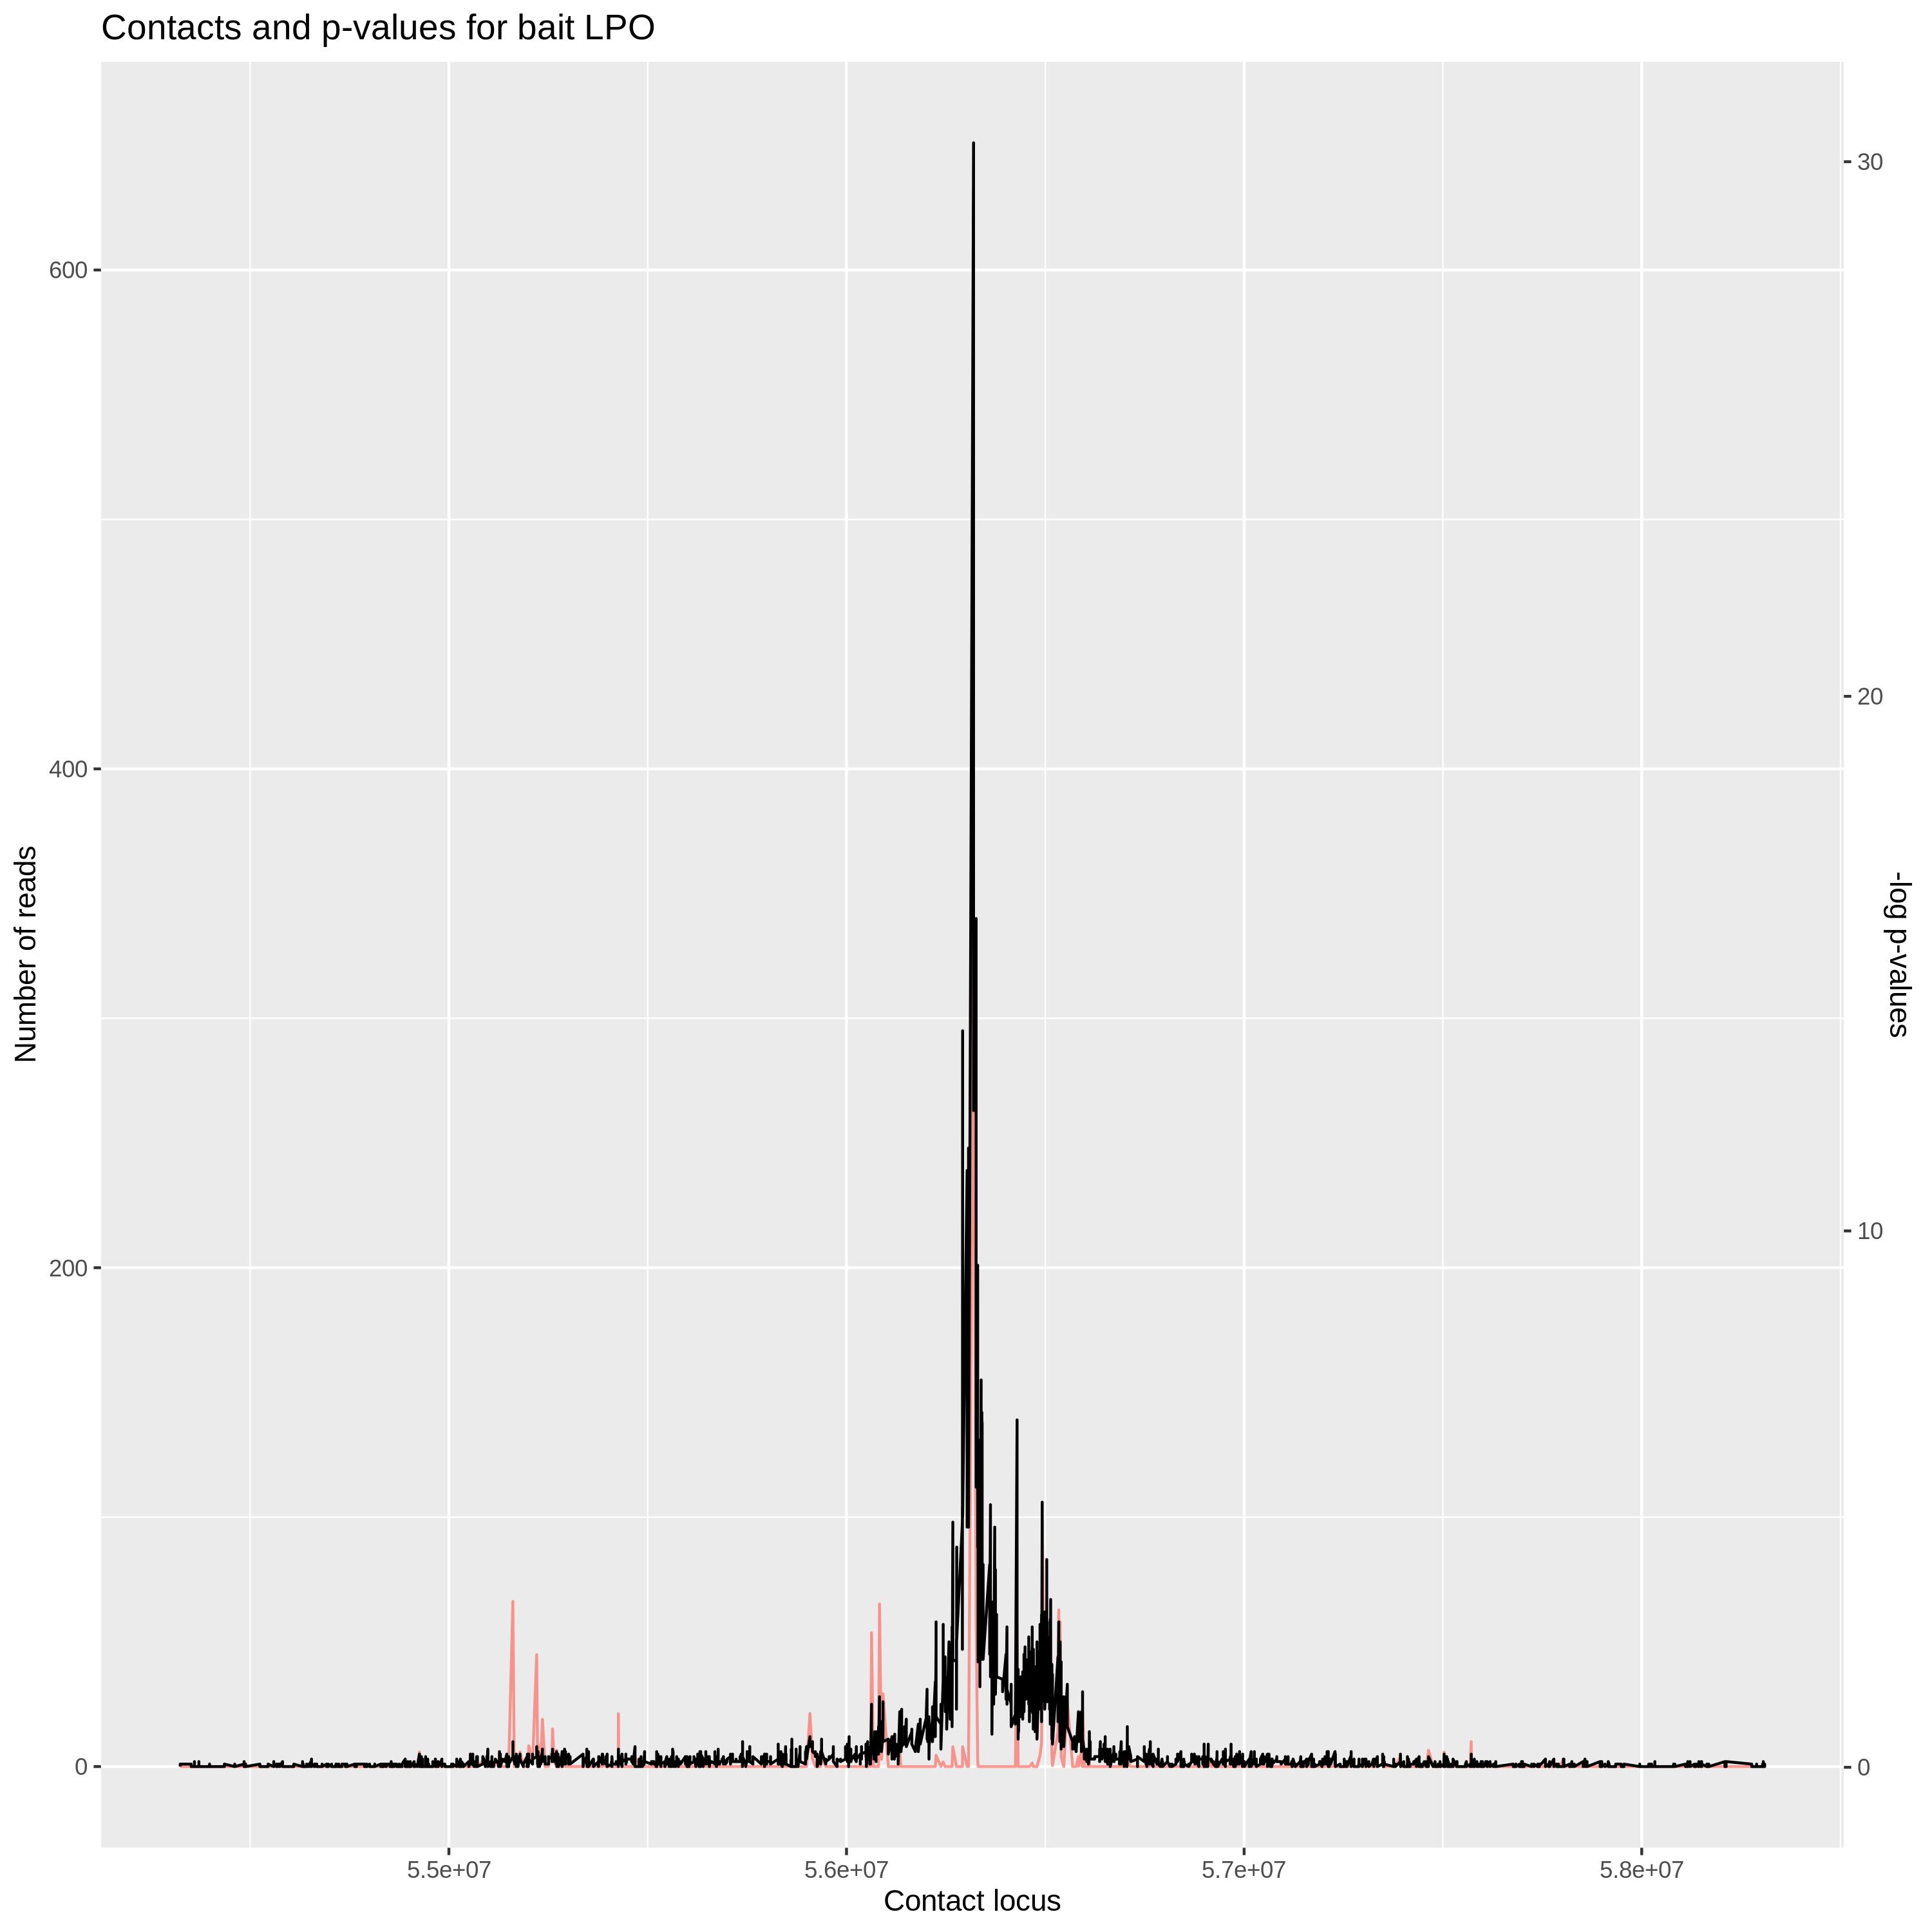 Contacts and p-values for bait LPO
600
400
200
0
30
20
10
0
Number of reads
-log p-values
5.5e+07 5.6e+07 5.7e+07 5.8e+07
Contact locus